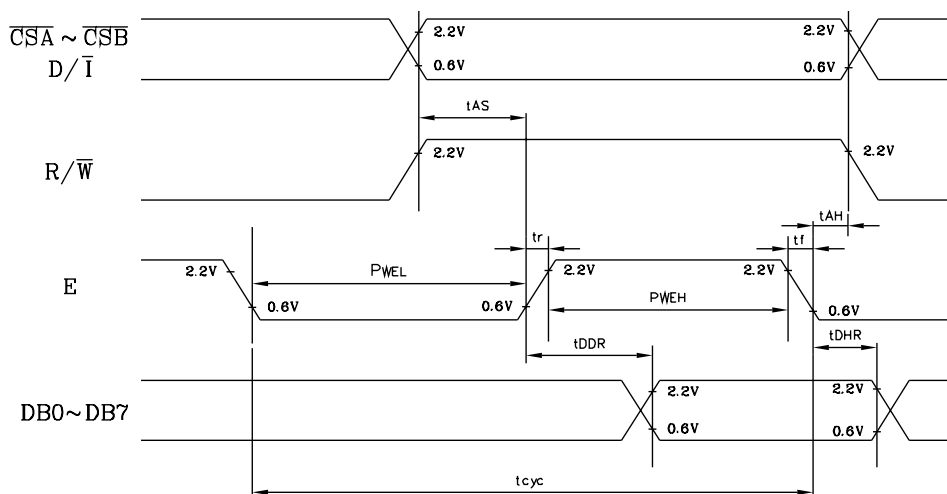 C̅S̅A̅ ~ C̅S̅B̅
D/I̅
2.2V
2.2V
0.6V
0.6V
tAS
R/W̅
2.2V
2.2V
tAH
tr
tf
E
2.2V
PWEL
2.2V
2.2V
0.6V
0.6V
PWEH
0.6V
tDDR
tDHR
DB0~DB7
2.2V
2.2V
0.6V
0.6V
tcyc